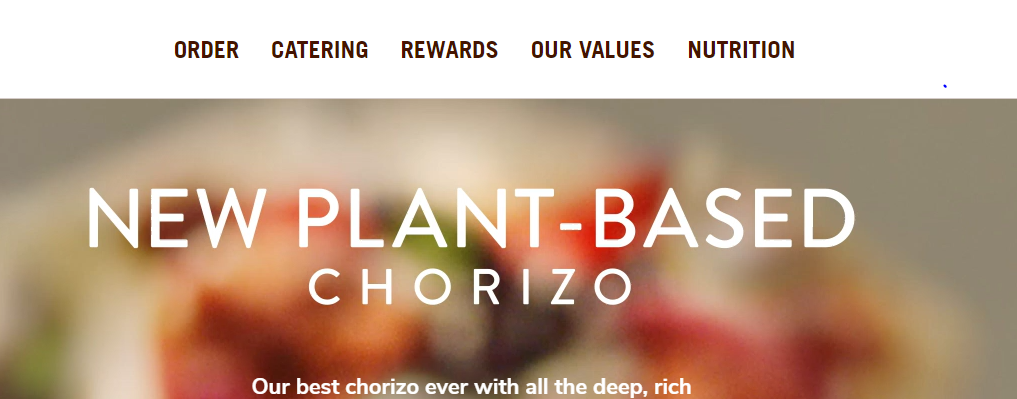 ORDER CATERING REWARDS OUR VALUES NUTRITION
NEW PLANT-BASED
CHORIZO
Our best chorizo ever with all the deep, rich